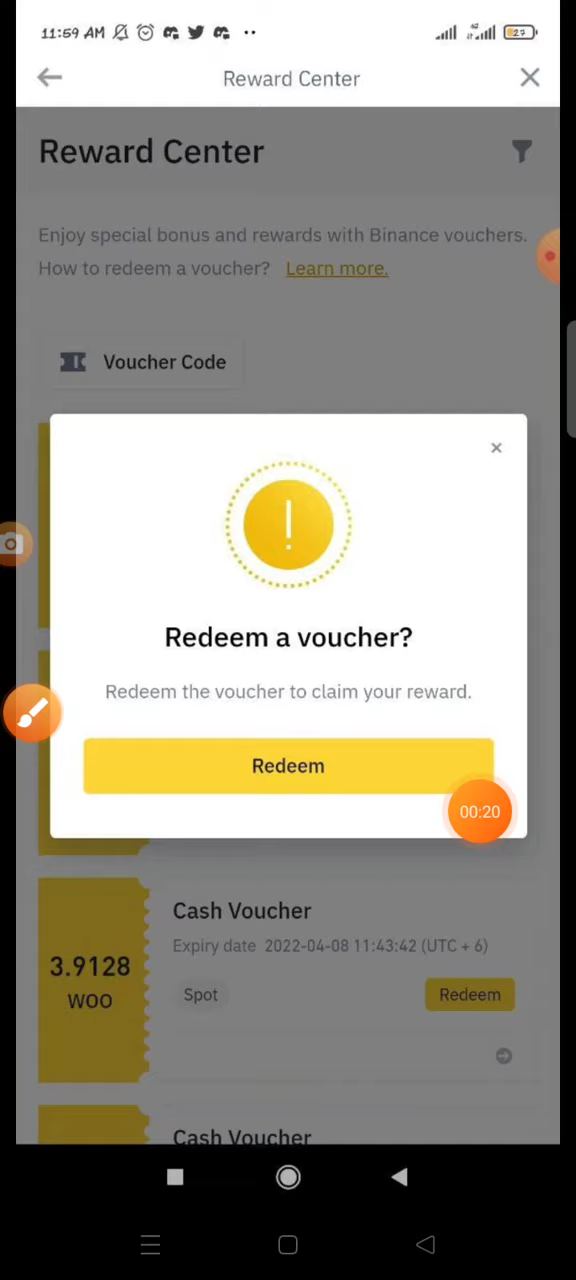 11:59 AM
4G
27
Reward Center
Reward Center
Enjoy special bonus and rewards with Binance vouchers.
How to redeem a voucher? Learn more.
Voucher Code
×
!
Redeem a voucher?
Redeem the voucher to claim your reward.
Redeem
00:20
Cash Voucher
Expiry date 2022-04-08 11:43:42 (UTC + 6)
3.9128
WOO
Spot
Redeem
Cash Voucher